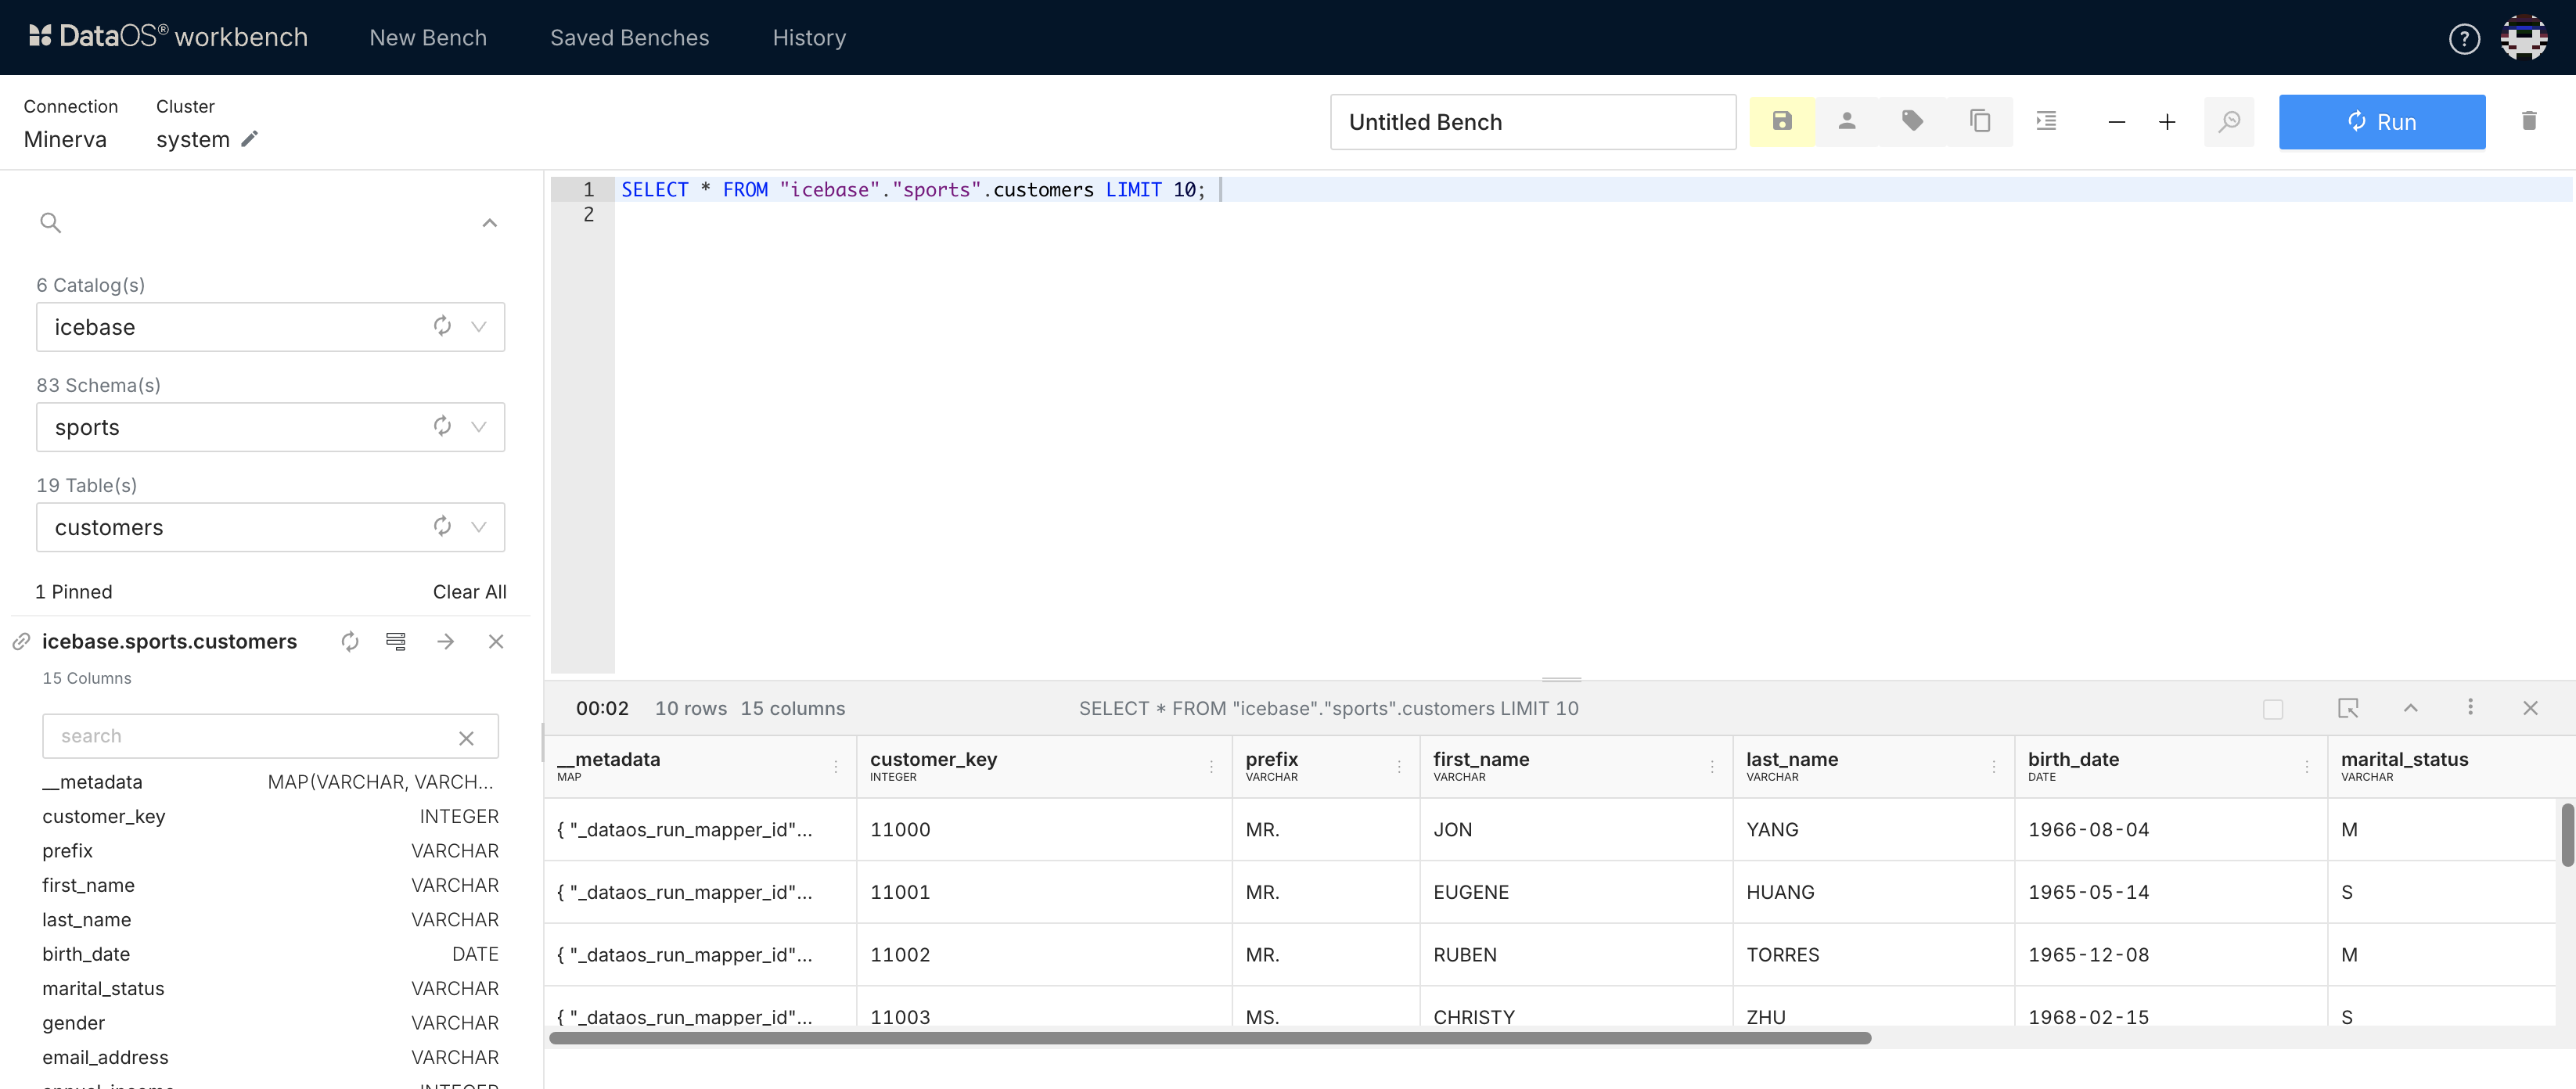 DataOS® workbench
New Bench
Saved Benches
History
Connection
Minerva
Cluster
system
Untitled Bench
Run
6 Catalog(s)
icebase
83 Schema(s)
sports
19 Table(s)
customers
1 Pinned Clear All
icebase.sports.customers
15 Columns
search
__metadata MAP(VARCHAR, VARCH...
customer_key INTEGER
prefix VARCHAR
first_name VARCHAR
last_name VARCHAR
birth_date DATE
marital_status VARCHAR
gender VARCHAR
email_address VARCHAR
annual_income INTEGER
1 SELECT * FROM "icebase"."sports".customers LIMIT 10;
2
00:02 10 rows 15 columns SELECT * FROM "icebase"."sports".customers LIMIT 10
__metadata customer_key prefix first_name last_name birth_date marital_status
MAP INTEGER VARCHAR VARCHAR VARCHAR DATE VARCHAR
{ "_dataos_run_mapper_id"... 11000 MR. JON YANG 1966-08-04 M
{ "_dataos_run_mapper_id"... 11001 MR. EUGENE HUANG 1965-05-14 S
{ "_dataos_run_mapper_id"... 11002 MR. RUBEN TORRES 1965-12-08 M
{ "_dataos_run_mapper_id"... 11003 MS. CHRISTY ZHU 1968-02-15 S